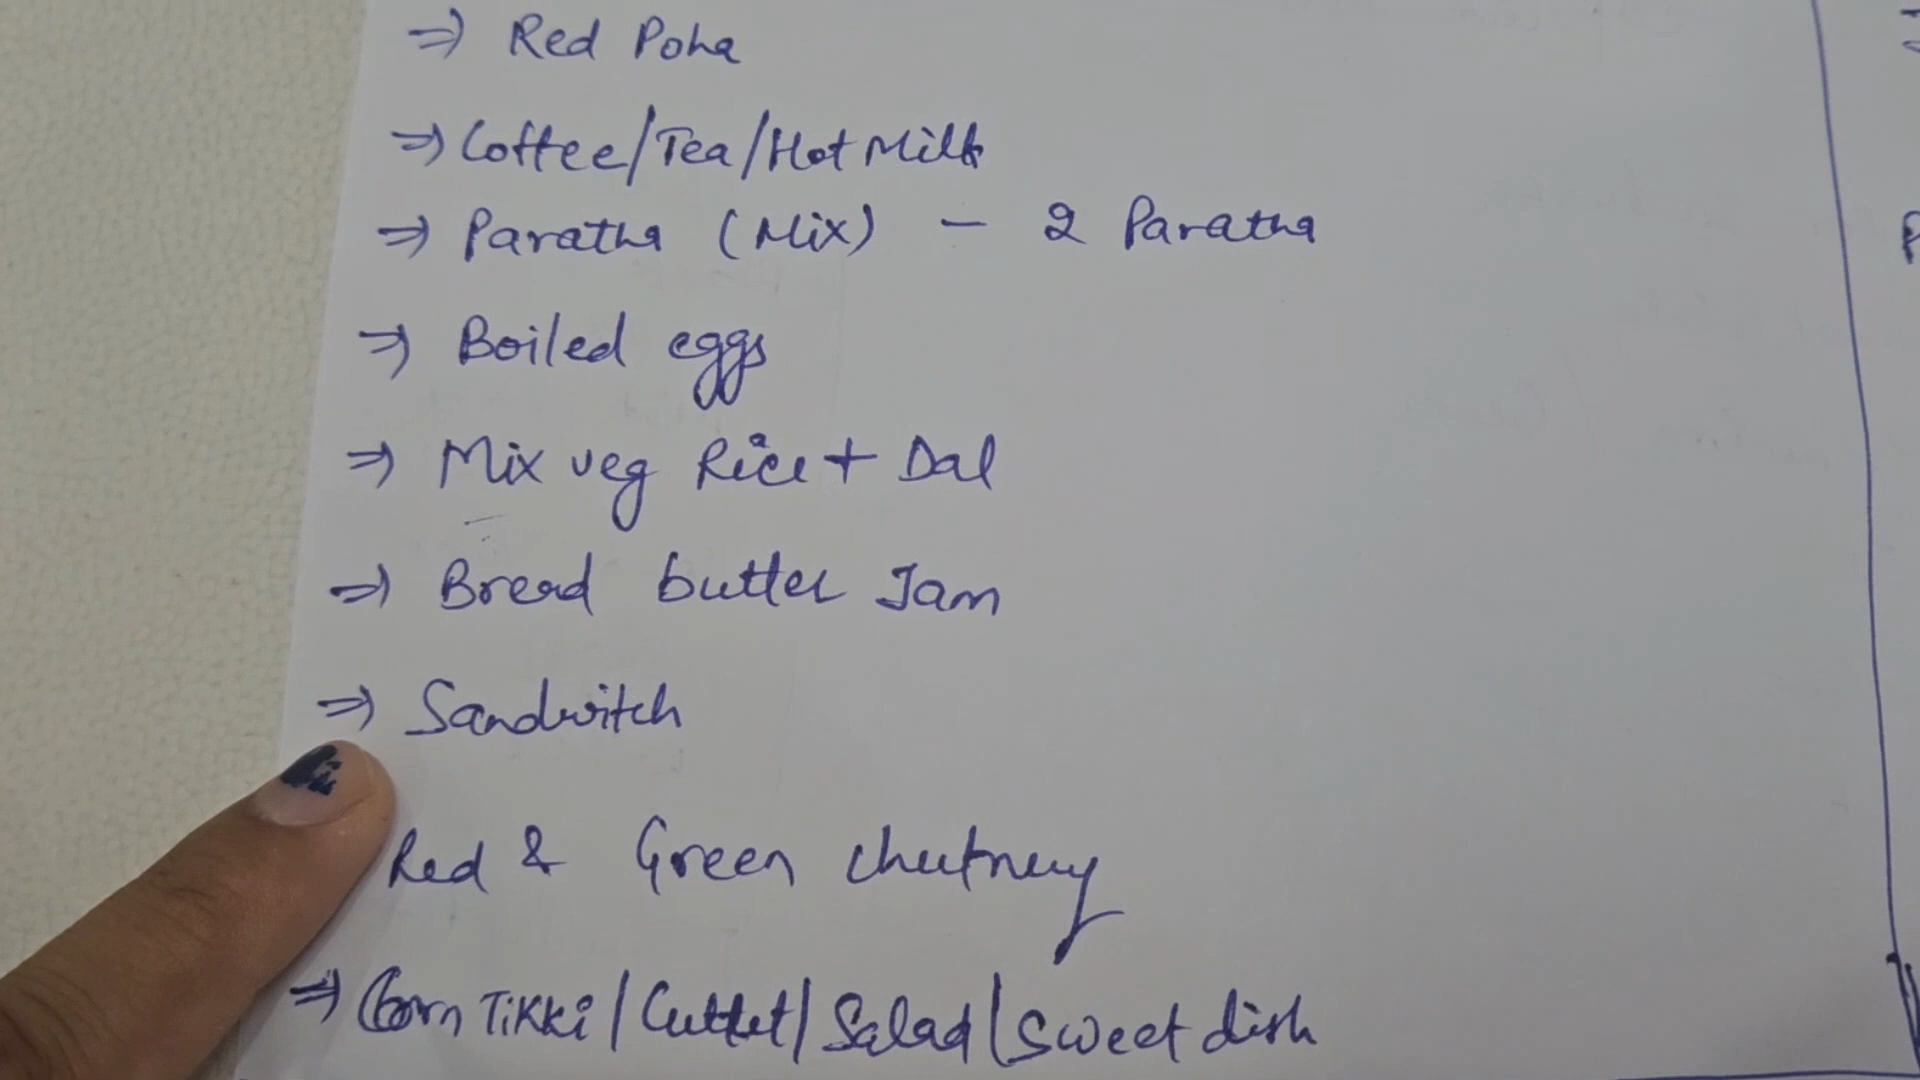 ⇒ Red Poha
⇒ Coffee/Tea/Hot Milk
⇒ Paratha (Mix) - 2 Paratha
⇒ Boiled eggs
⇒ Mix veg Rice + Dal
⇒ Bread butter Jam
⇒ Sandwitch
Red & Green chutney
⇒ Corn Tikki/Cuttlet/Salad/Sweet dish